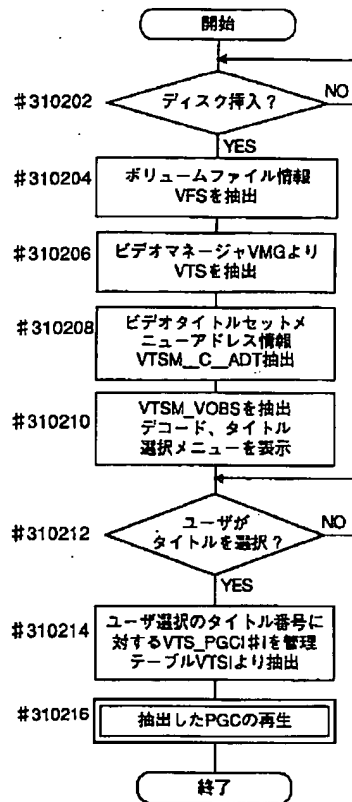 開始
#310202
ディスク挿入?
NO
YES
#310204
ボリュームファイル情報
VFSを抽出
#310206
ビデオマネージャVMGより
VTSを抽出
#310208
ビデオタイトルセットメ
ニューアドレス情報
VTSM__C__ADT抽出
#310210
VTSM_VOBSを抽出
デコード、タイトル
選択メニューを表示
#310212
ユーザが
タイトルを選択?
NO
YES
#310214
ユーザ選択のタイトル番号に
対するVTS_PGCI#iを管理
テーブルVTSIより抽出
#310216
抽出したPGCの再生
終了